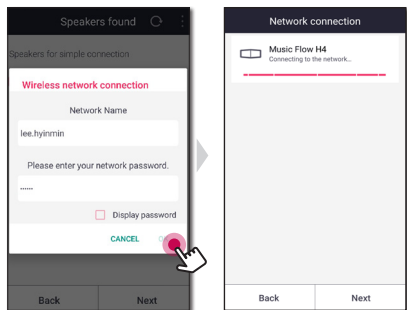 Speakers found
Speakers for simple connection
Wireless network connection
Network Name
lee.hyinmin
Please enter your network password.
••••••
Display password
CANCEL
Back
Next
Network connection
Music Flow H4
Connecting to the network...
Back
Next